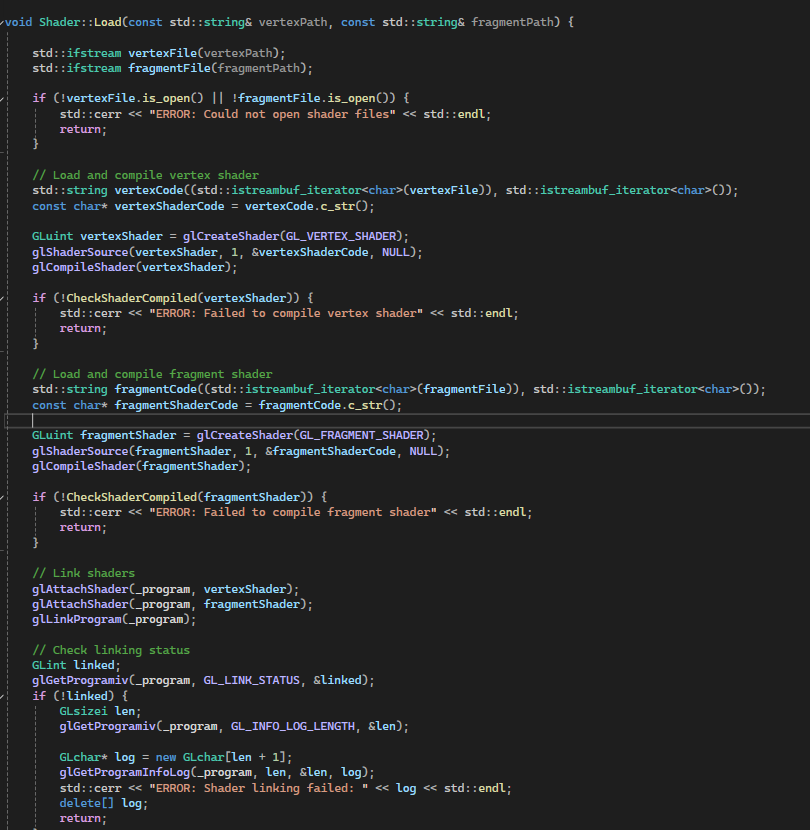 void Shader::Load(const std::string& vertexPath, const std::string& fragmentPath) {
std::ifstream vertexFile(vertexPath);
std::ifstream fragmentFile(fragmentPath);
if (!vertexFile.is_open() || !fragmentFile.is_open()) {
std::cerr << "ERROR: Could not open shader files" << std::endl;
return;
}
// Load and compile vertex shader
std::string vertexCode((std::istreambuf_iterator<char>(vertexFile)), std::istreambuf_iterator<char>());
const char* vertexShaderCode = vertexCode.c_str();
GLuint vertexShader = glCreateShader(GL_VERTEX_SHADER);
glShaderSource(vertexShader, 1, &vertexShaderCode, NULL);
glCompileShader(vertexShader);
if (!CheckShaderCompiled(vertexShader)) {
std::cerr << "ERROR: Failed to compile vertex shader" << std::endl;
return;
}
// Load and compile fragment shader
std::string fragmentCode((std::istreambuf_iterator<char>(fragmentFile)), std::istreambuf_iterator<char>());
const char* fragmentShaderCode = fragmentCode.c_str();
GLuint fragmentShader = glCreateShader(GL_FRAGMENT_SHADER);
glShaderSource(fragmentShader, 1, &fragmentShaderCode, NULL);
glCompileShader(fragmentShader);
if (!CheckShaderCompiled(fragmentShader)) {
std::cerr << "ERROR: Failed to compile fragment shader" << std::endl;
return;
}
// Link shaders
glAttachShader(_program, vertexShader);
glAttachShader(_program, fragmentShader);
glLinkProgram(_program);
// Check linking status
GLint linked;
glGetProgramiv(_program, GL_LINK_STATUS, &linked);
if (!linked) {
GLsizei len;
glGetProgramiv(_program, GL_INFO_LOG_LENGTH, &len);
GLchar* log = new GLchar[len + 1];
glGetProgramInfoLog(_program, len, &len, log);
std::cerr << "ERROR: Shader linking failed: " << log << std::endl;
delete[] log;
return;